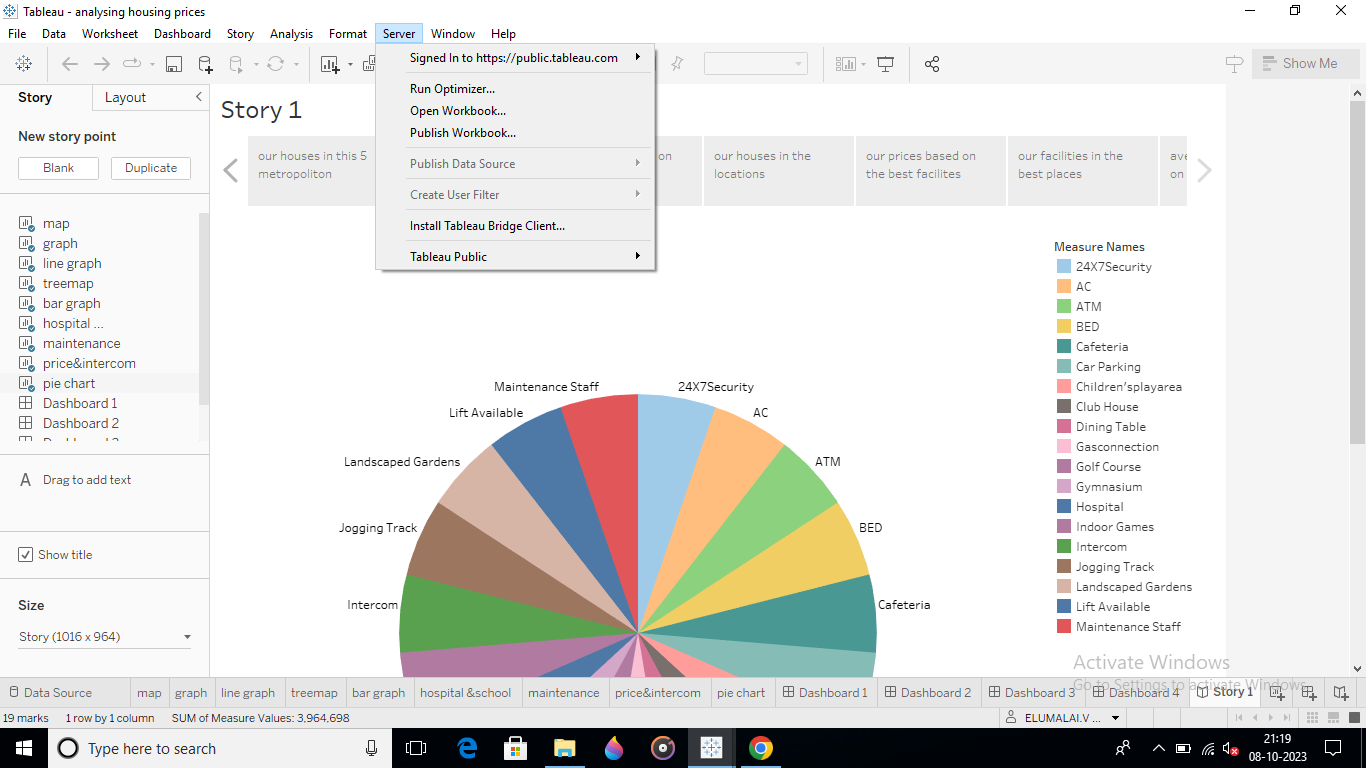 Tableau - analysing housing prices
File Data Worksheet Dashboard Story Analysis Format Server Window Help
Signed In to https://public.tableau.com
Run Optimizer...
Open Workbook...
Publish Workbook...
Publish Data Source
Create User Filter
Install Tableau Bridge Client...
Tableau Public
Show Me
Story Layout
New story point
Blank Duplicate
map
graph
line graph
treemap
bar graph
hospital ...
maintenance
price&intercom
pie chart
Dashboard 1
Dashboard 2
A Drag to add text
Show title
Size
Story (1016 x 964)
Story 1
our houses in this 5
metropoliton
on
our houses in the
locations
our prices based on
the best facilites
our facilities in the
best places
ave
on
Maintenance Staff
24X7Security
Lift Available
AC
Landscaped Gardens
ATM
Jogging Track
BED
Intercom
Cafeteria
Measure Names
24X7Security
AC
ATM
BED
Cafeteria
Car Parking
Children'splayarea
Club House
Dining Table
Gasconnection
Golf Course
Gymnasium
Hospital
Indoor Games
Intercom
Jogging Track
Landscaped Gardens
Lift Available
Maintenance Staff
Activate Windows
Go to Settings to activate Windows.
Data Source map graph line graph treemap bar graph hospital &school maintenance price&intercom pie chart Dashboard 1 Dashboard 2 Dashboard 3 Dashboard 4 Story 1
19 marks 1 row by 1 column SUM of Measure Values: 3,964,698 ELUMALAI.V ...
Type here to search
21:19
08-10-2023